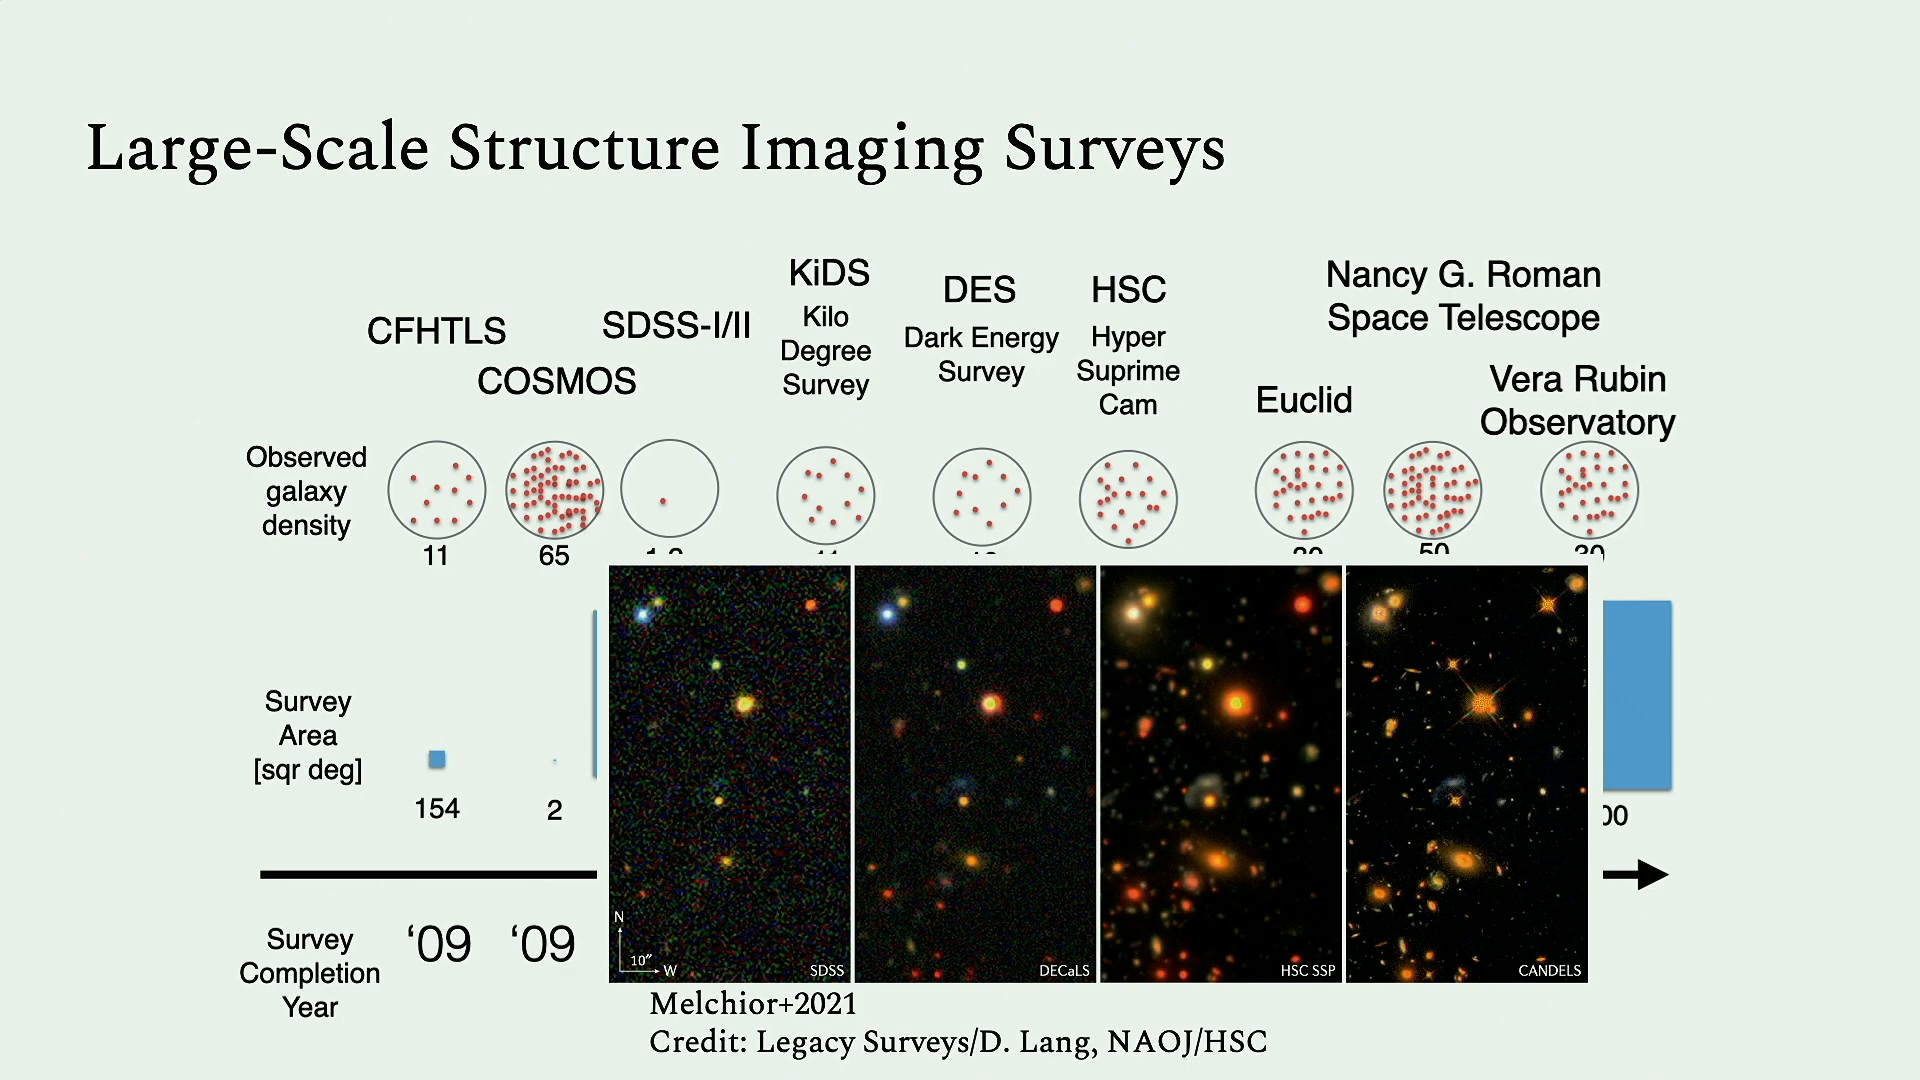 Large-Scale Structure Imaging Surveys
KiDS
Kilo
Degree
Survey
DES
Dark Energy
Survey
HSC
Hyper
Suprime
Cam
Nancy G. Roman
Space Telescope
CFHTLS
SDSS-I/II
COSMOS
Euclid
Vera Rubin
Observatory
Observed
galaxy
density
11
65
50
Survey
Area
[sqr deg]
154
2
00
Survey
Completion
Year
‘09
‘09
N
10″
W
SDSS
DECaLS
HSC SSP
CANDELS
Melchior+2021
Credit: Legacy Surveys/D. Lang, NAOJ/HSC